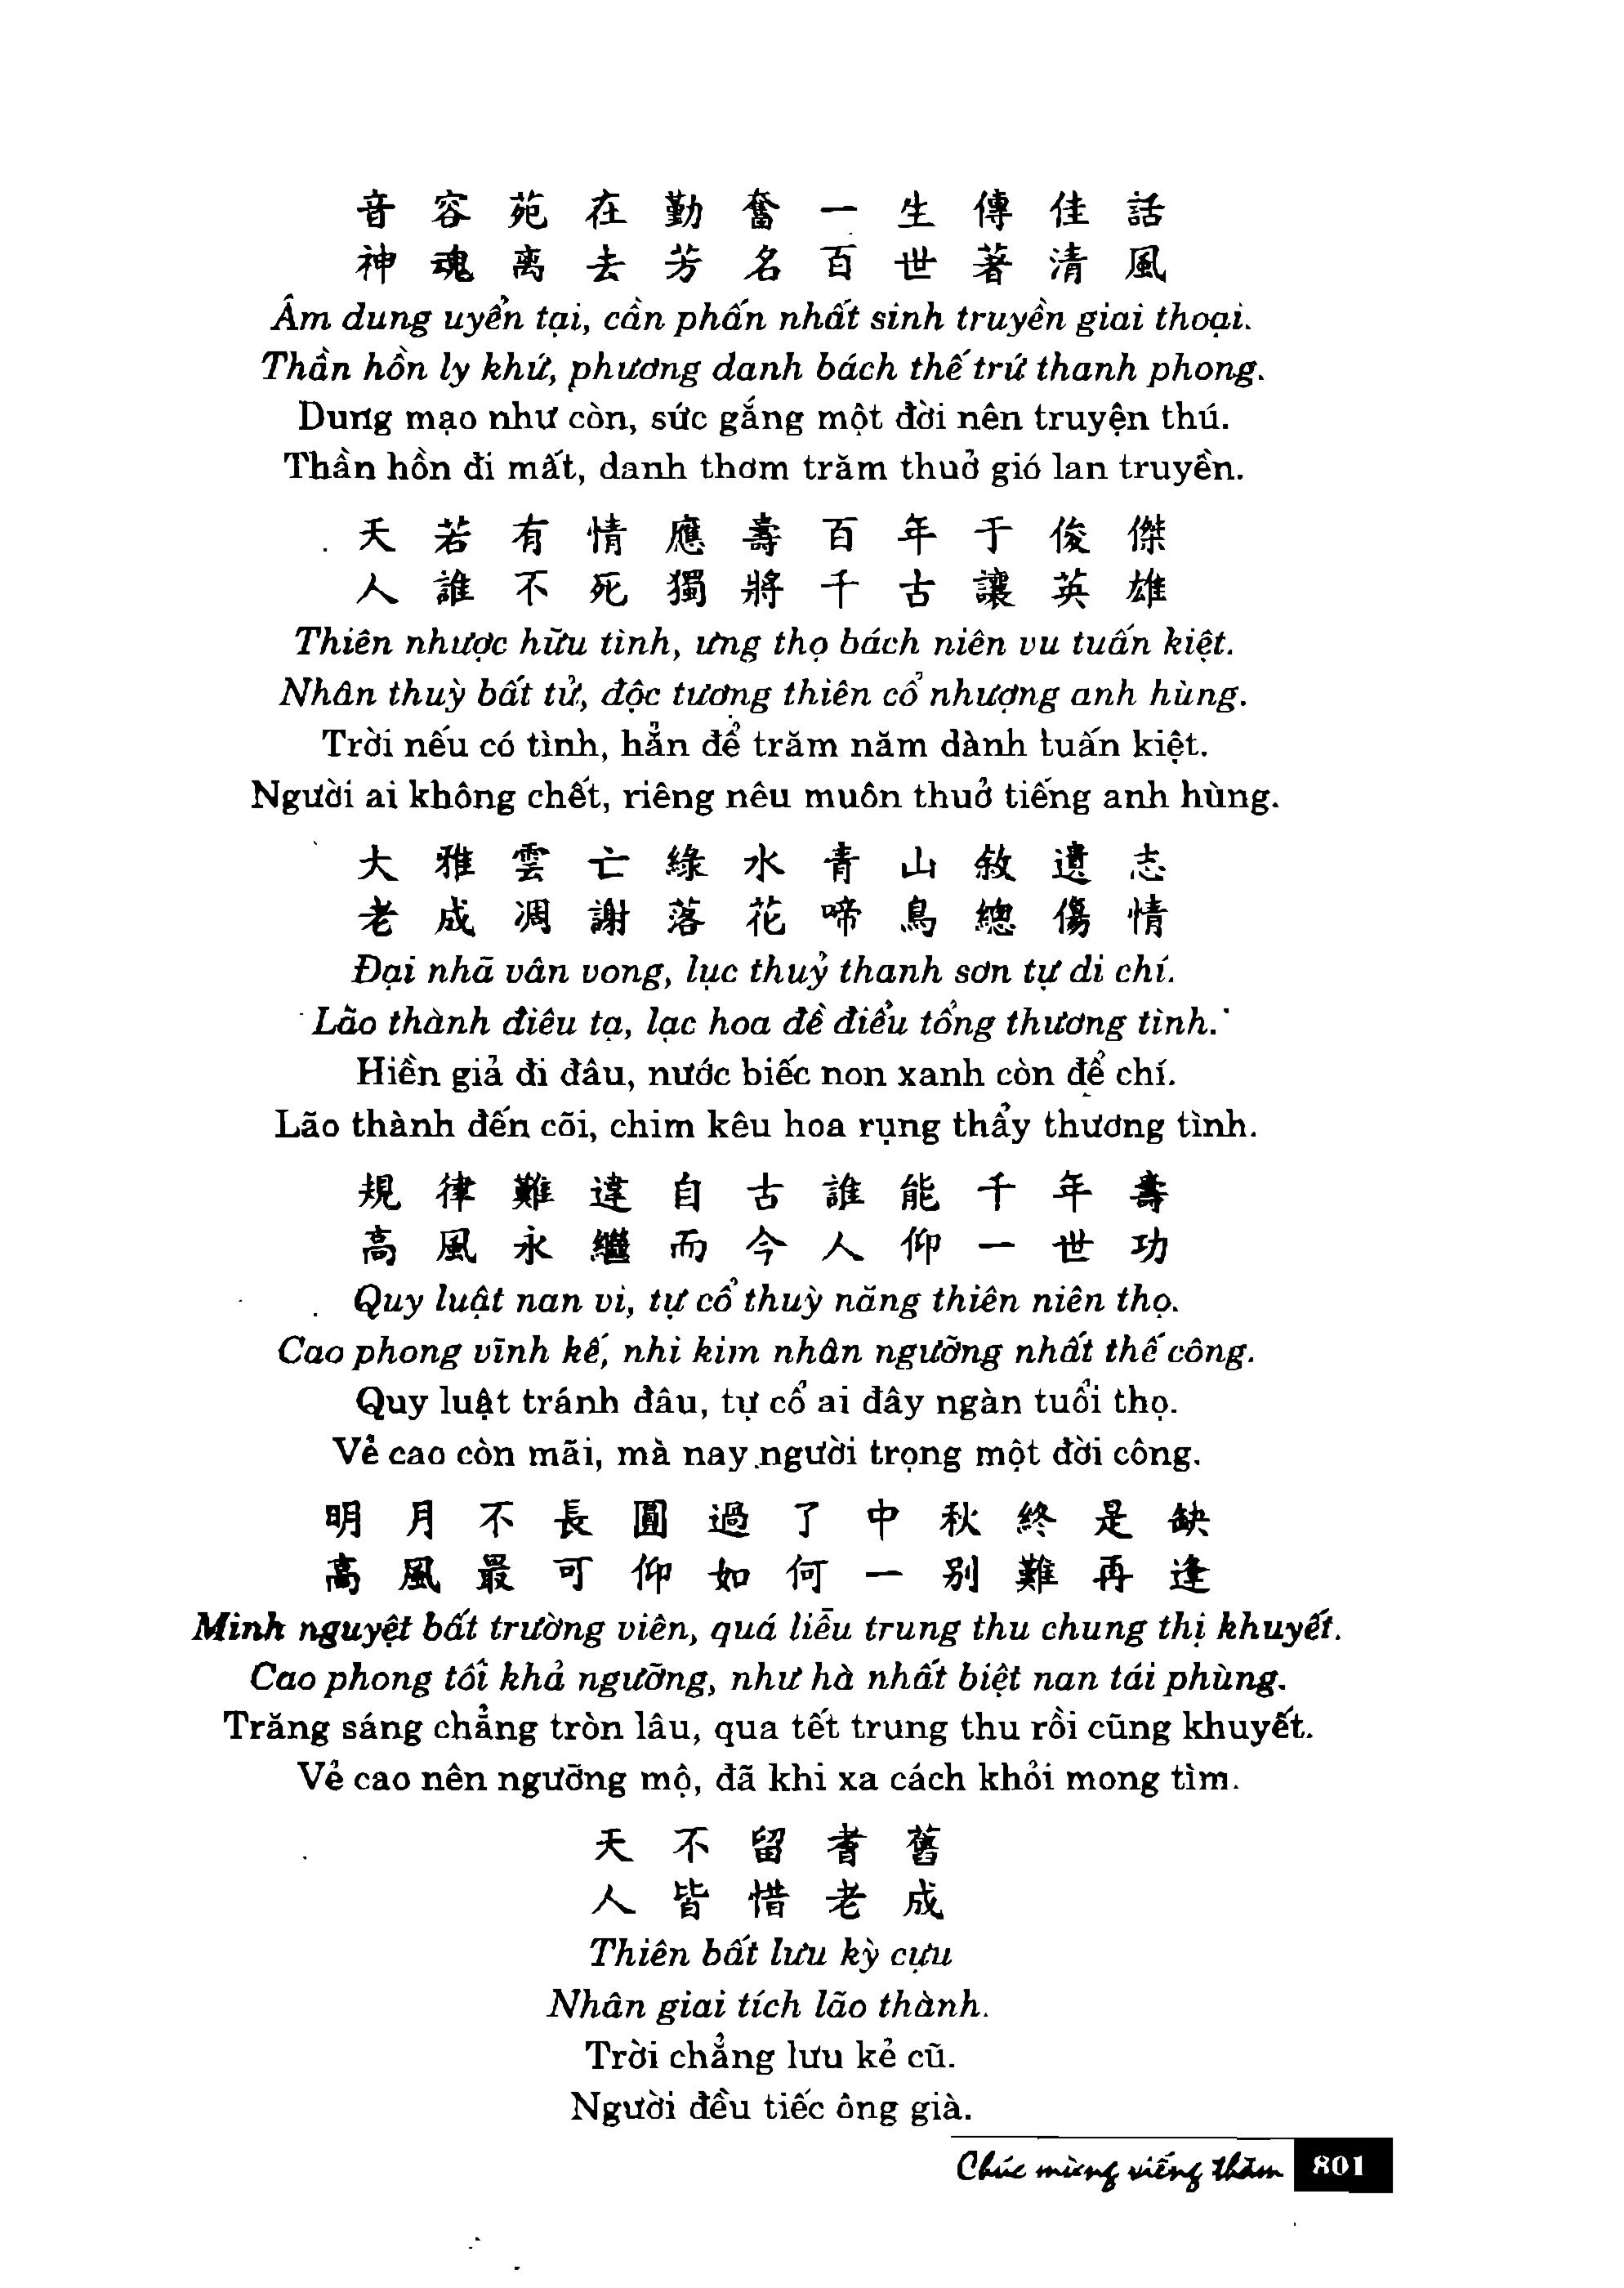 音容苑在勤奮一生傳佳話
神魂离去芳名百世著清風
Âm dung uyển tại, cần phấn nhất sinh truyền giai thoại.
Thần hồn ly khứ, phương danh bách thế trứ thanh phong.
Dung mạo như còn, sức gắng một đời nên truyện thú.
Thần hồn đi mất, danh thơm trăm thuở gió lan truyền.
天若有情應壽百年于俊傑
人誰不死獨將千古讓英雄
Thiên nhược hữu tình, ưng thọ bách niên vu tuấn kiệt.
Nhân thuỳ bất tử, độc tương thiên cổ nhượng anh hùng.
Trời nếu có tình, hẳn để trăm năm dành tuấn kiệt.
Người ai không chết, riêng nêu muôn thuở tiếng anh hùng.
大雅雲亡綠水青山敘遺志
老成凋謝落花啼鳥總傷情
Đại nhã vân vong, lục thuỷ thanh sơn tự di chí.
Lão thành điêu tạ, lạc hoa đề điểu tổng thương tình.
Hiền giả đi đâu, nước biếc non xanh còn để chí.
Lão thành đến cõi, chim kêu hoa rụng thẩy thương tình.
規律難違自古誰能千年壽
高風永繼而今人仰一世功
Quy luật nan vi, tự cổ thuỳ năng thiên niên thọ.
Cao phong vĩnh kế, nhi kim nhân ngưỡng nhất thế công.
Quy luật tránh đâu, tự cổ ai đây ngàn tuổi thọ.
Vẻ cao còn mãi, mà nay người trọng một đời công.
明月不長圓過了中秋終是缺
高風最可仰如何一别難再逢
Minh nguyệt bất trường viên, quá liễu trung thu chung thị khuyết.
Cao phong tối khả ngưỡng, như hà nhất biệt nan tái phùng.
Trăng sáng chẳng tròn lâu, qua tết trung thu rồi cũng khuyết.
Vẻ cao nên ngưỡng mộ, đã khi xa cách khỏi mong tìm.
天不留耆舊
人皆惜老成
Thiên bất lưu kỳ cựu
Nhân giai tích lão thành.
Trời chẳng lưu kẻ cũ.
Người đều tiếc ông già.
Chúc mừng viếng thăm 801